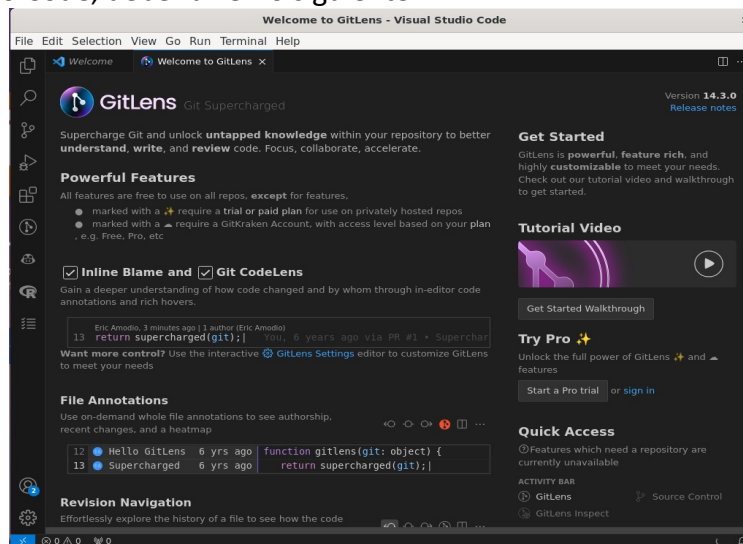 Welcome to GitLens - Visual Studio Code
File Edit Selection View Go Run Terminal Help
Welcome
Welcome to GitLens
GitLens Git Supercharged
Version 14.3.0
Release notes
Supercharge Git and unlock untapped knowledge within your repository to better
understand, write, and review code. Focus, collaborate, accelerate.
Powerful Features
All features are free to use on all repos, except for features,
● marked with a ✨ require a trial or paid plan for use on privately hosted repos
● marked with a ☁ require a GitKraken Account, with access level based on your plan
, e.g. Free, Pro, etc
Inline Blame and Git CodeLens
Gain a deeper understanding of how code changed and by whom through in-editor code
annotations and rich hovers.
Eric Amodio, 3 minutes ago | 1 author (Eric Amodio)
13 return supercharged(git);| You, 6 years ago via PR #1 • Superchar
Want more control? Use the interactive GitLens Settings editor to customize GitLens
to meet your needs
File Annotations
Use on-demand whole file annotations to see authorship,
recent changes, and a heatmap
12 Hello GitLens 6 yrs ago function gitlens(git: object) {
13 Supercharged 6 yrs ago return supercharged(git);|
Revision Navigation
Effortlessly explore the history of a file to see how the code
Get Started
GitLens is powerful, feature rich, and
highly customizable to meet your needs.
Check out our tutorial video and walkthrough
to get started.
Tutorial Video
Get Started Walkthrough
Try Pro ✨
Unlock the full power of GitLens ✨ and ☁
features
Start a Pro trial or sign in
Quick Access
Features which need a repository are
currently unavailable
ACTIVITY BAR
GitLens
Source Control
GitLens Inspect
2
0 0 0